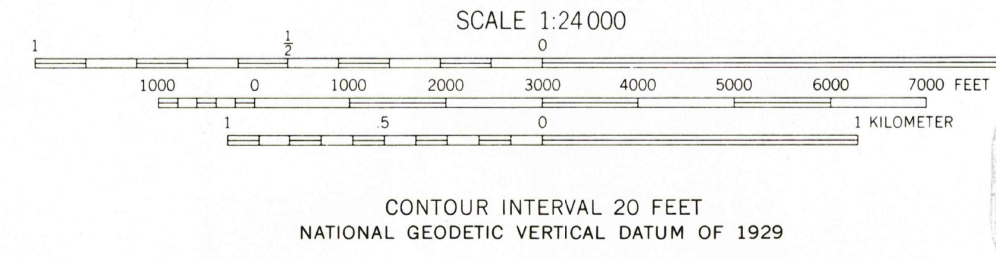 SCALE 1:24 000
1 1/2 0
1000 0 1000 2000 3000 4000 5000 6000 7000 FEET
1 .5 0 1 KILOMETER
CONTOUR INTERVAL 20 FEET
NATIONAL GEODETIC VERTICAL DATUM OF 1929